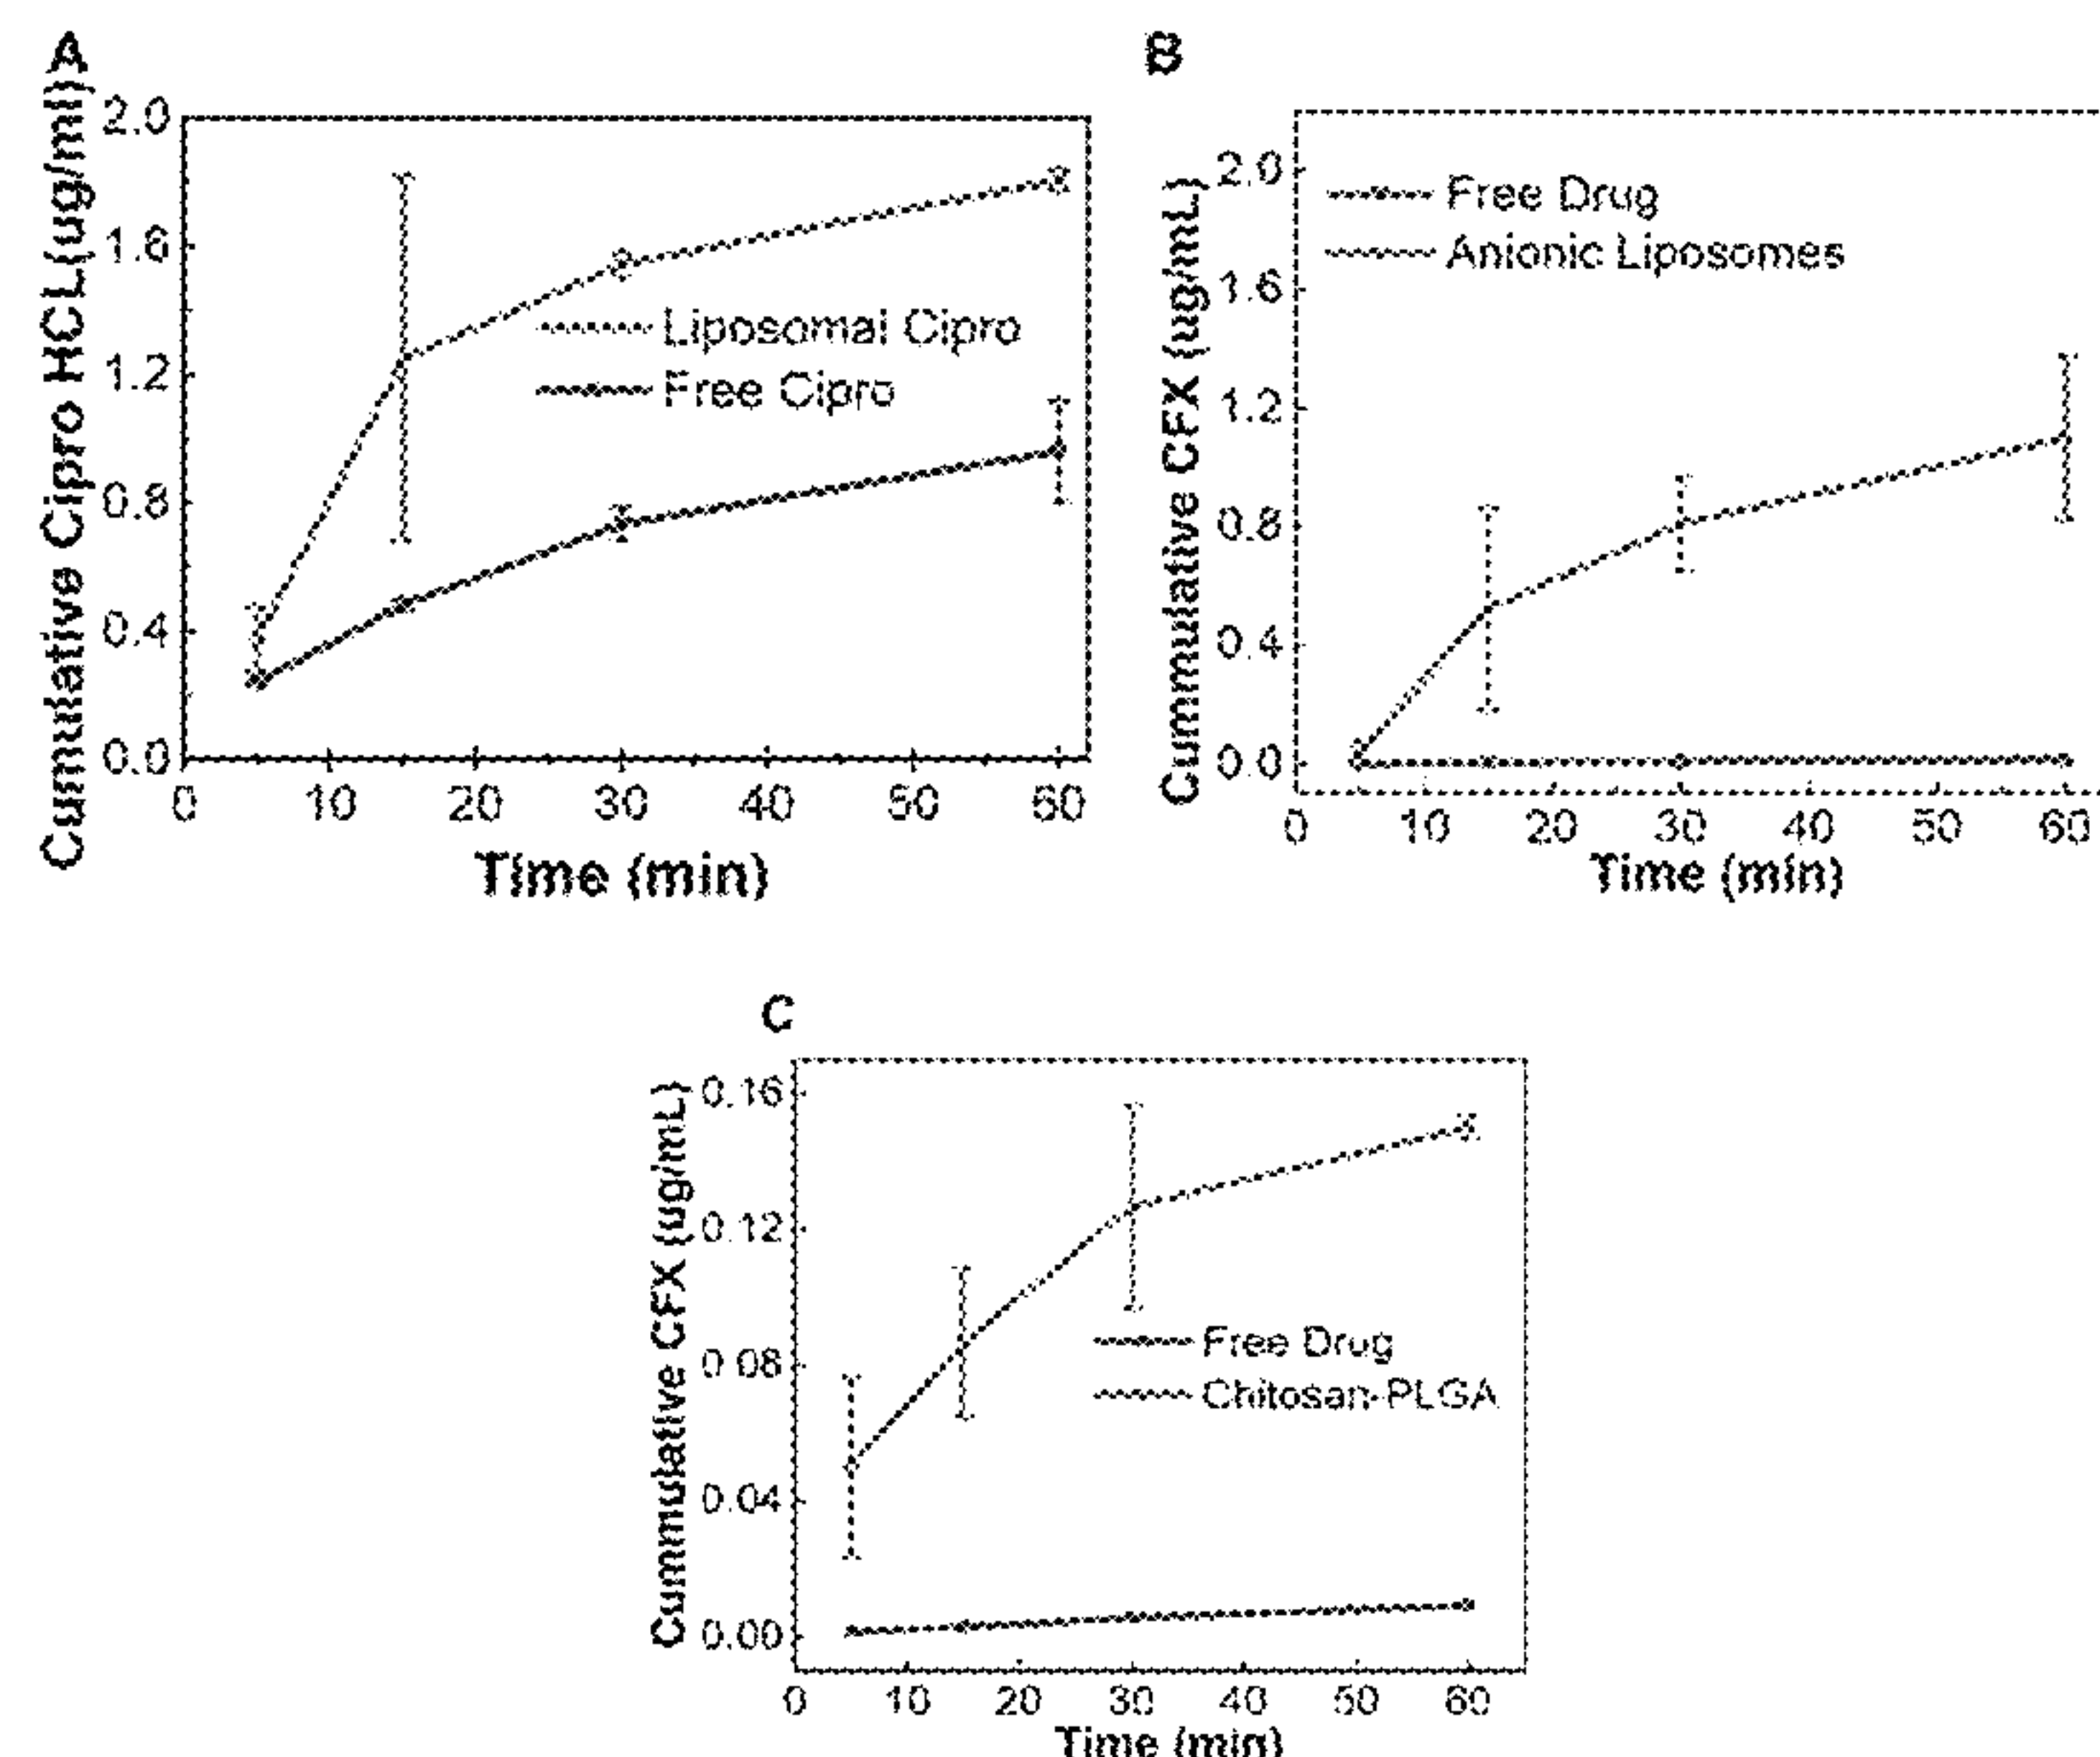 A
Cumulative Cipro HCL(ug/ml)
2.0
1.6
1.2
0.8
0.4
0.0
Liposomal Cipro
Free Cipro
0 10 20 30 40 50 60
Time (min)
B
Cummulative CFX (ug/mL)
2.0
1.6
1.2
0.8
0.4
0.0
Free Drug
Anionic Liposomes
0 10 20 30 40 50 60
Time (min)
C
Cummulative CFX (ug/mL)
0.16
0.12
0.08
0.04
0.00
Free Drug
Chitosan-PLGA
0 10 20 30 40 50 60
Time (min)